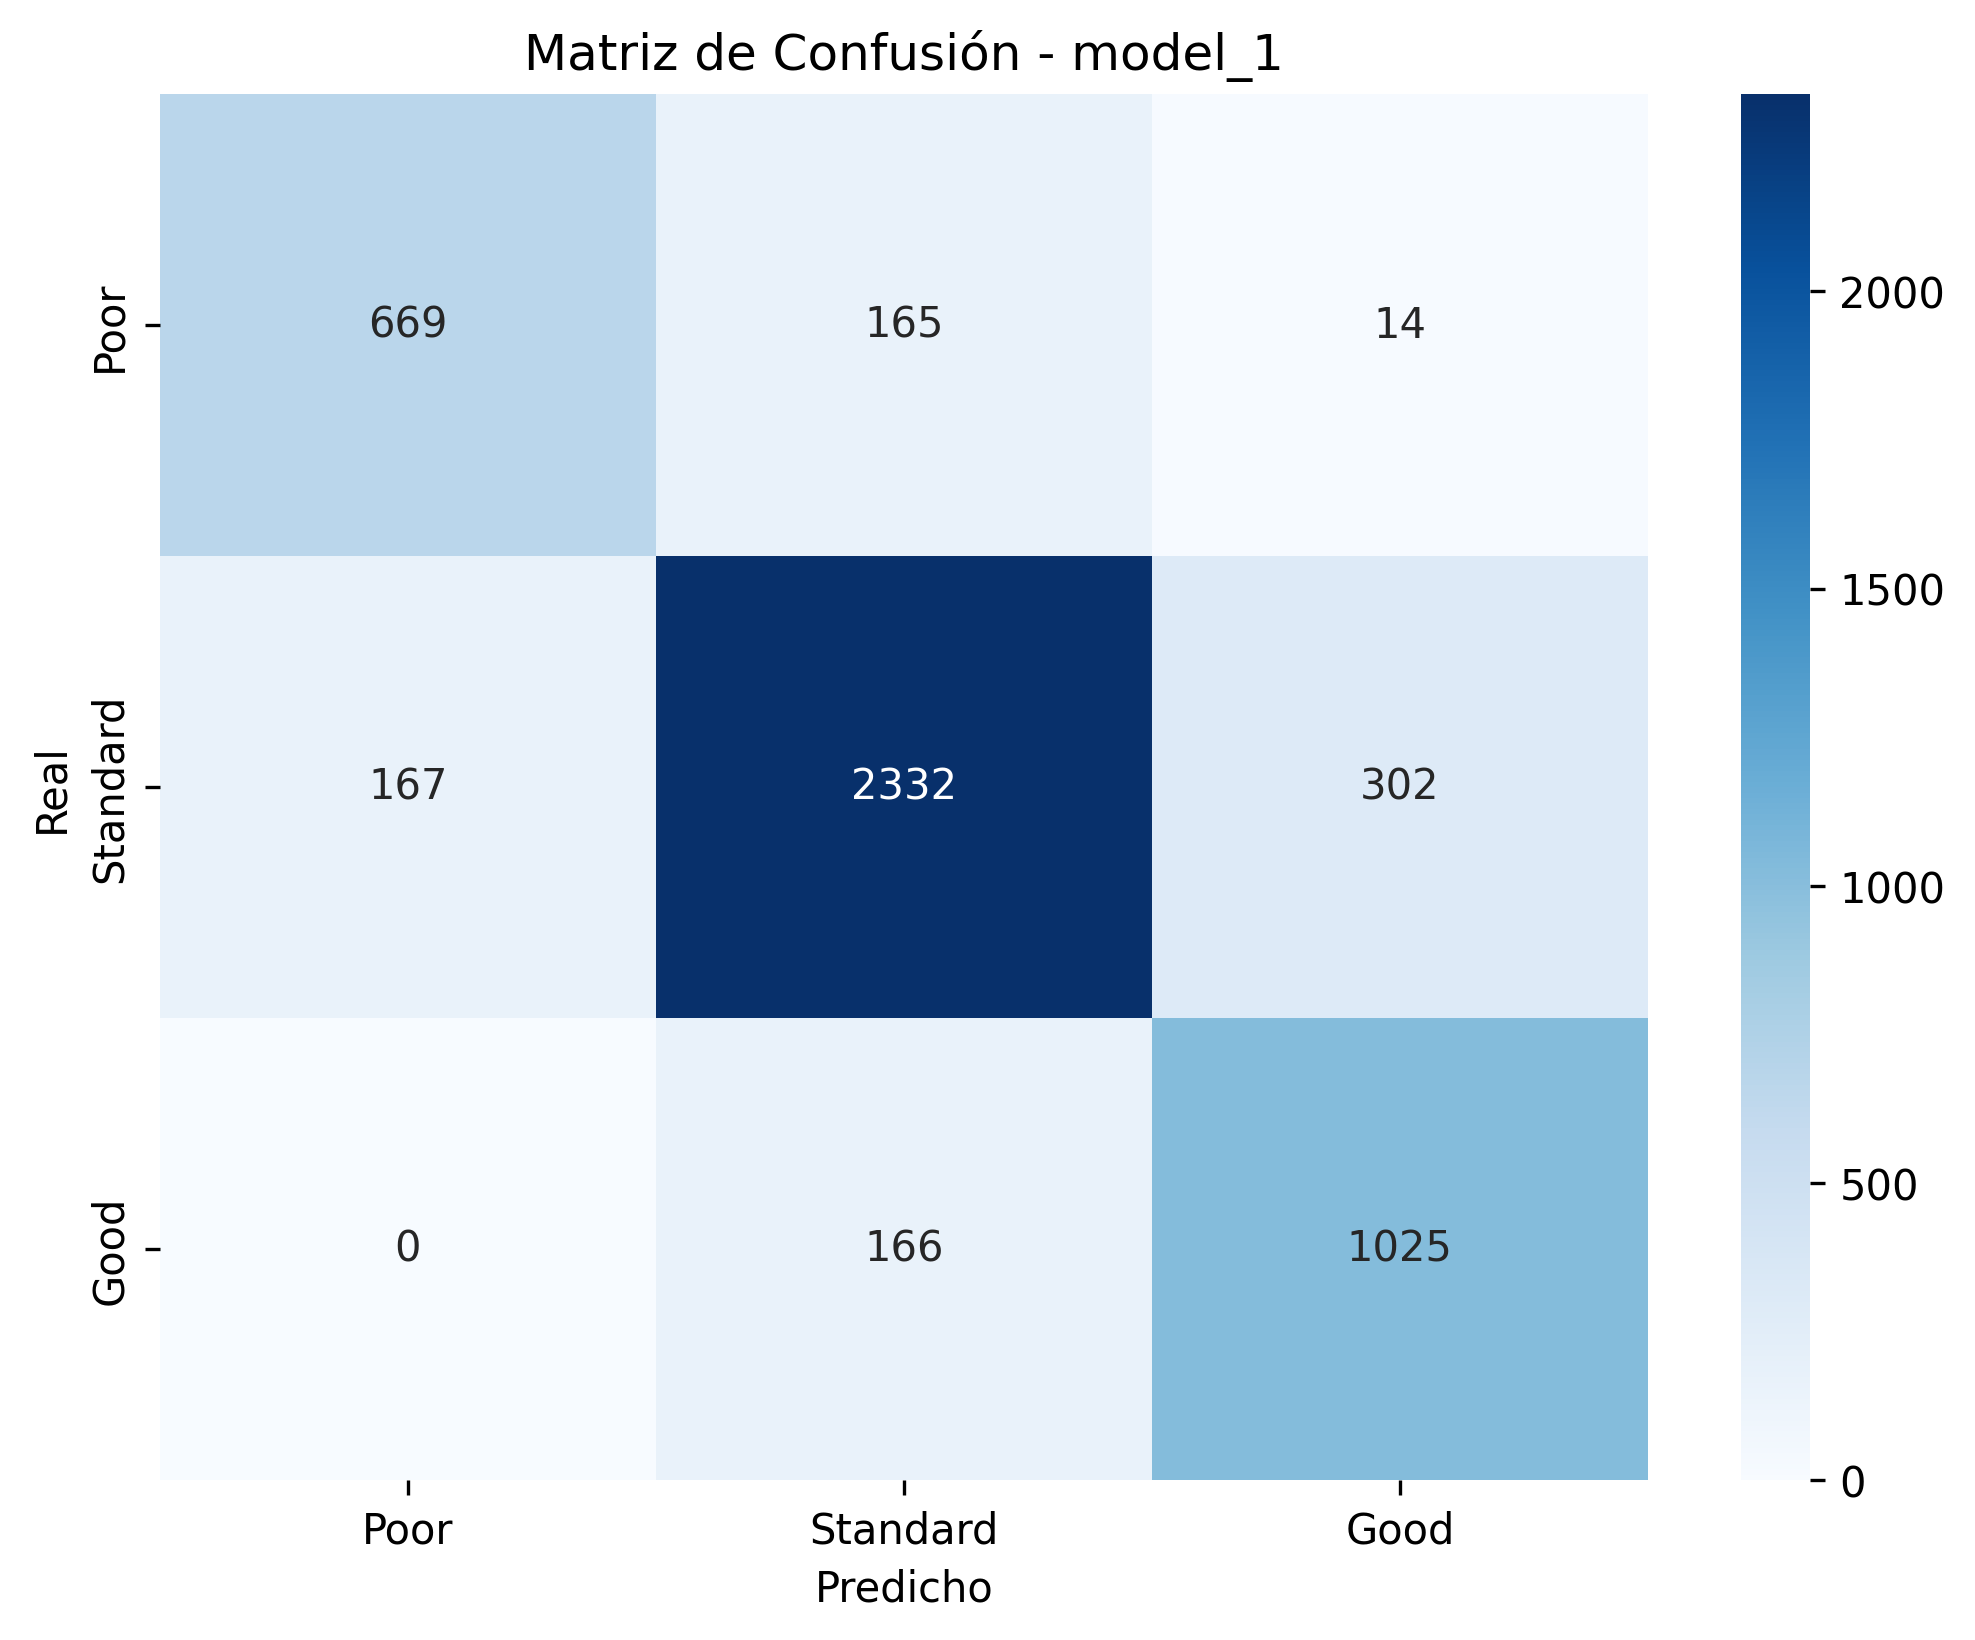 Matriz de Confusión - model_1
Real
Poor
669 165 14
Standard
167 2332 302
Good
0 166 1025
Poor Standard Good
Predicho
2000
1500
1000
500
0